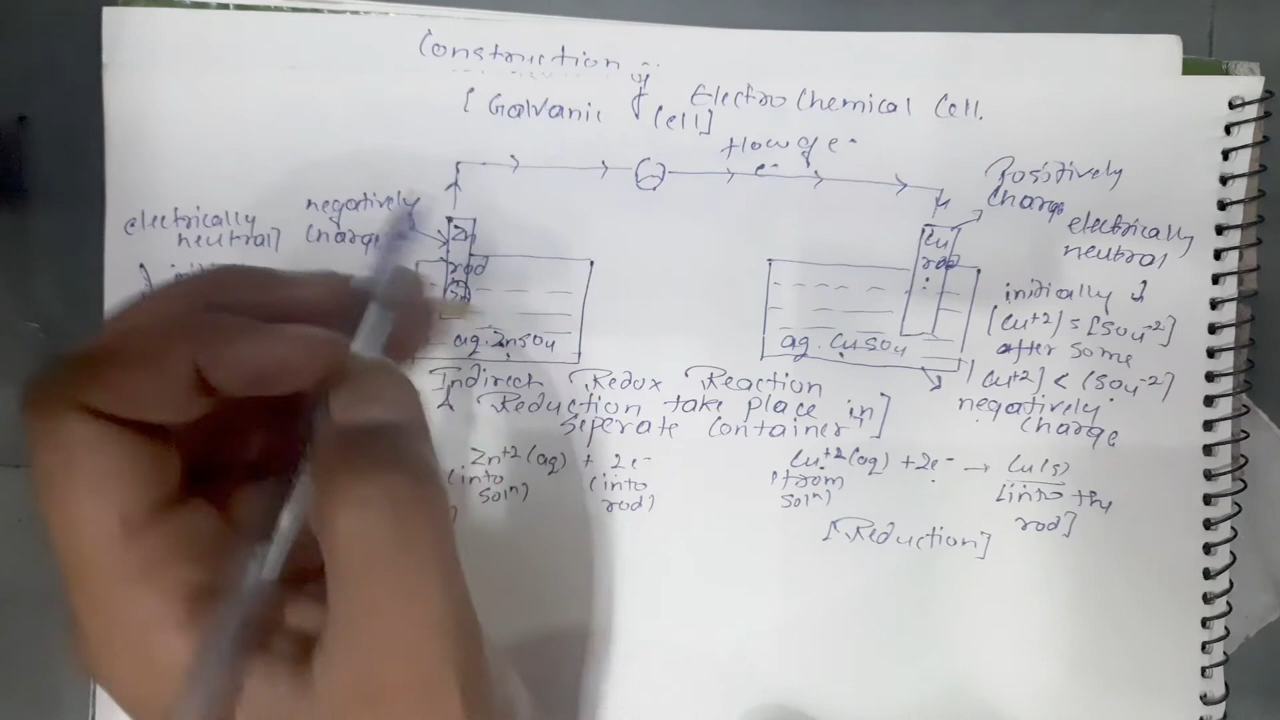 Construction of
Electro Chemical Cell.
[Galvanic Cell]
flow of e-
e-
Positively
Charge
negatively
Charge
electrically
neutral]
electrically
neutral
Zn
rod
Cu
rod
initially
[Cu+2] = [SO4-2]
after some
[Cu+2] < [SO4-2]
negatively
Charge
aq. ZnSO4
aq. CuSO4
Indirect Redox Reaction
& Reduction take place in
Seperate Container"]
Zn+2 (aq) + 2e-
(into
soln)
(into
rod)
Cu+2(aq) + 2e- → Cu(s)
(from
soln)
[into the
rod]
[Reduction]